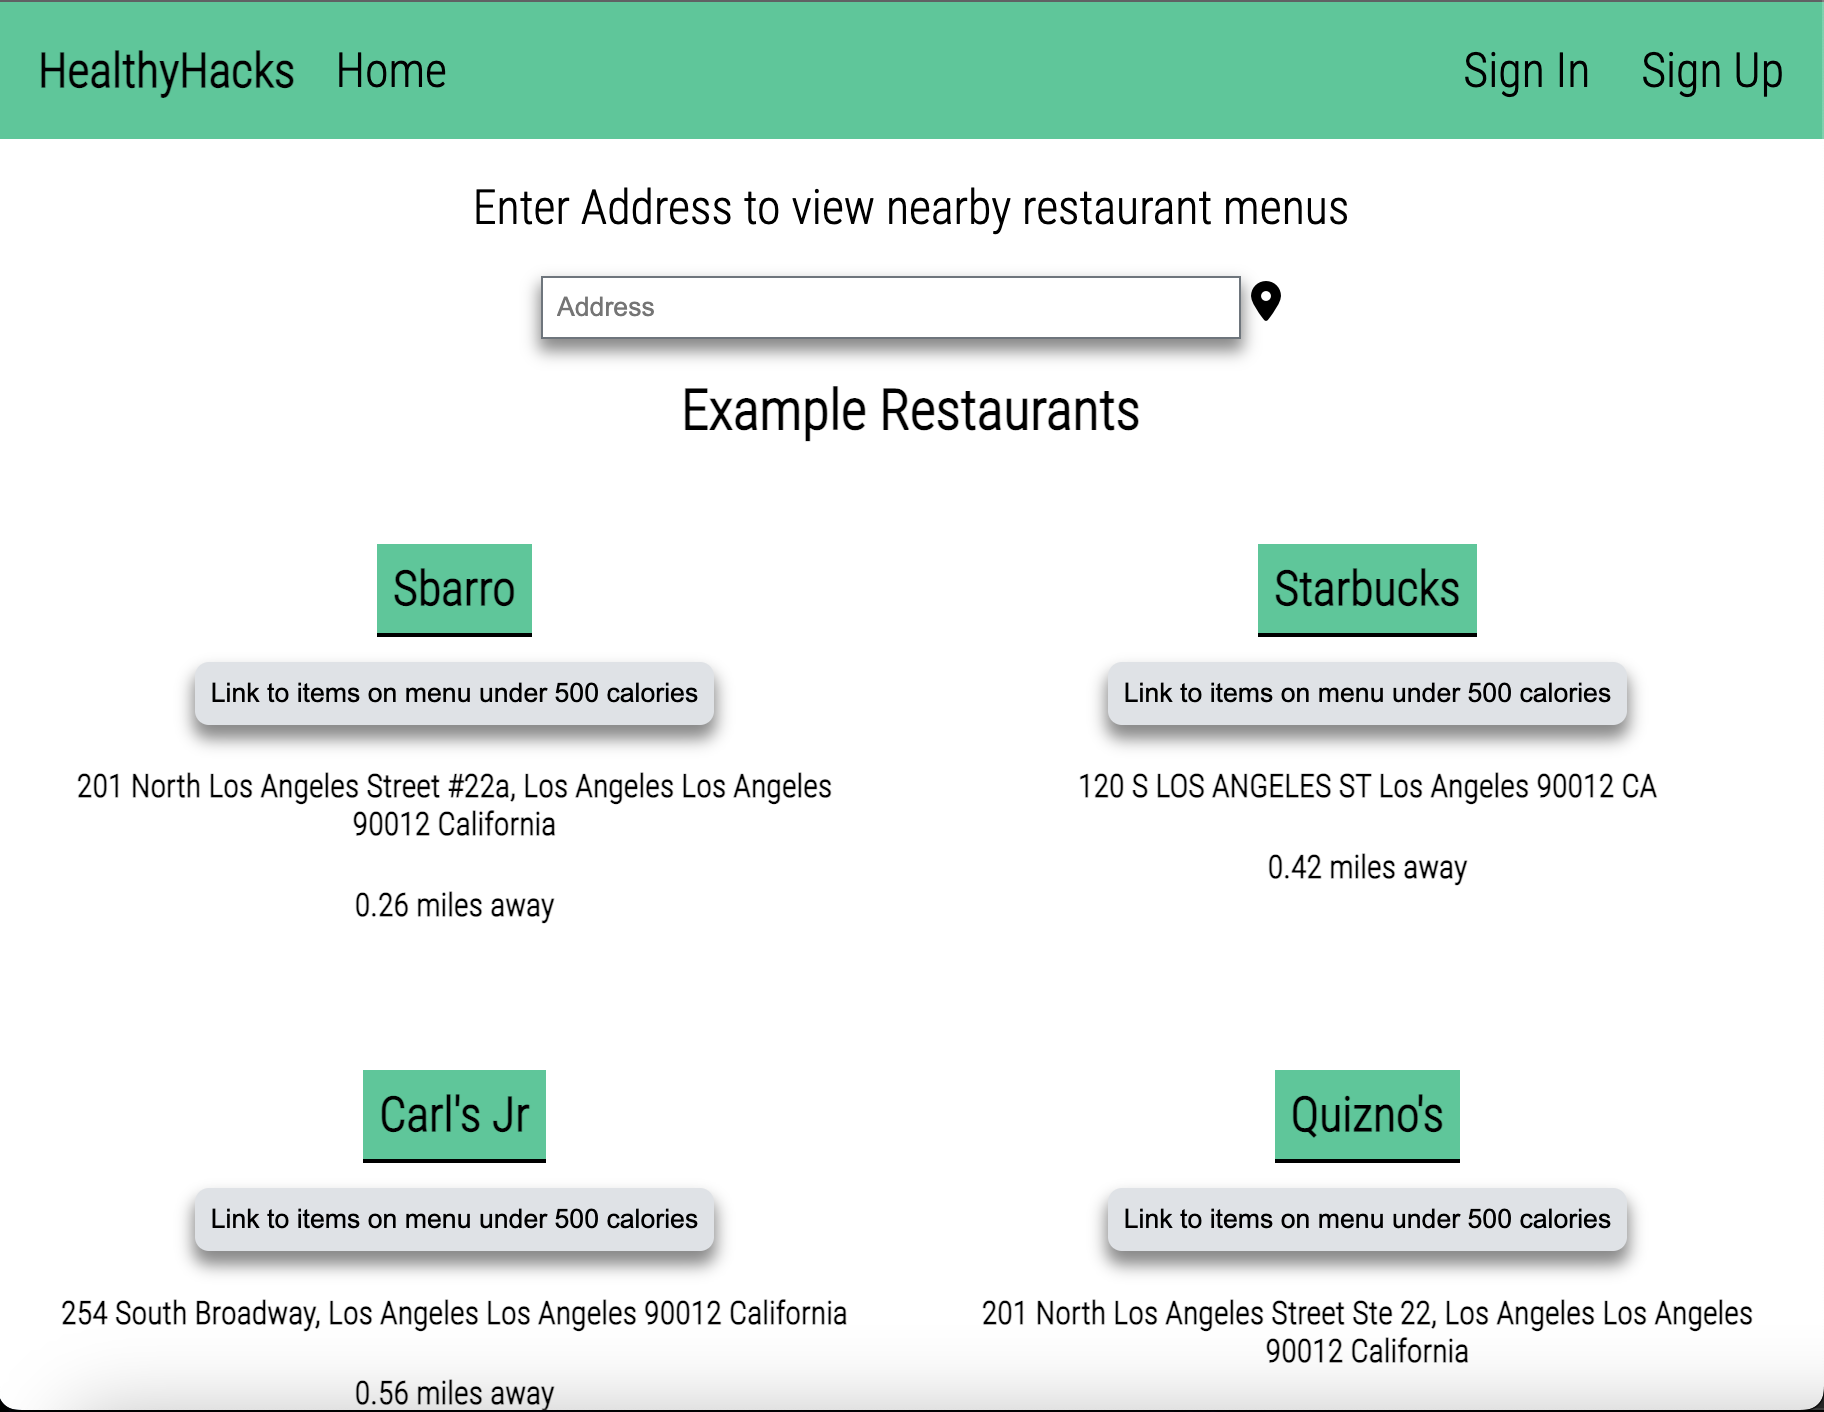 HealthyHacks Home Sign In Sign Up
Enter Address to view nearby restaurant menus
Address
Example Restaurants
Sbarro
Link to items on menu under 500 calories
201 North Los Angeles Street #22a, Los Angeles Los Angeles
90012 California
0.26 miles away
Starbucks
Link to items on menu under 500 calories
120 S LOS ANGELES ST Los Angeles 90012 CA
0.42 miles away
Carl's Jr
Link to items on menu under 500 calories
254 South Broadway, Los Angeles Los Angeles 90012 California
0.56 miles away
Quizno's
Link to items on menu under 500 calories
201 North Los Angeles Street Ste 22, Los Angeles Los Angeles
90012 California